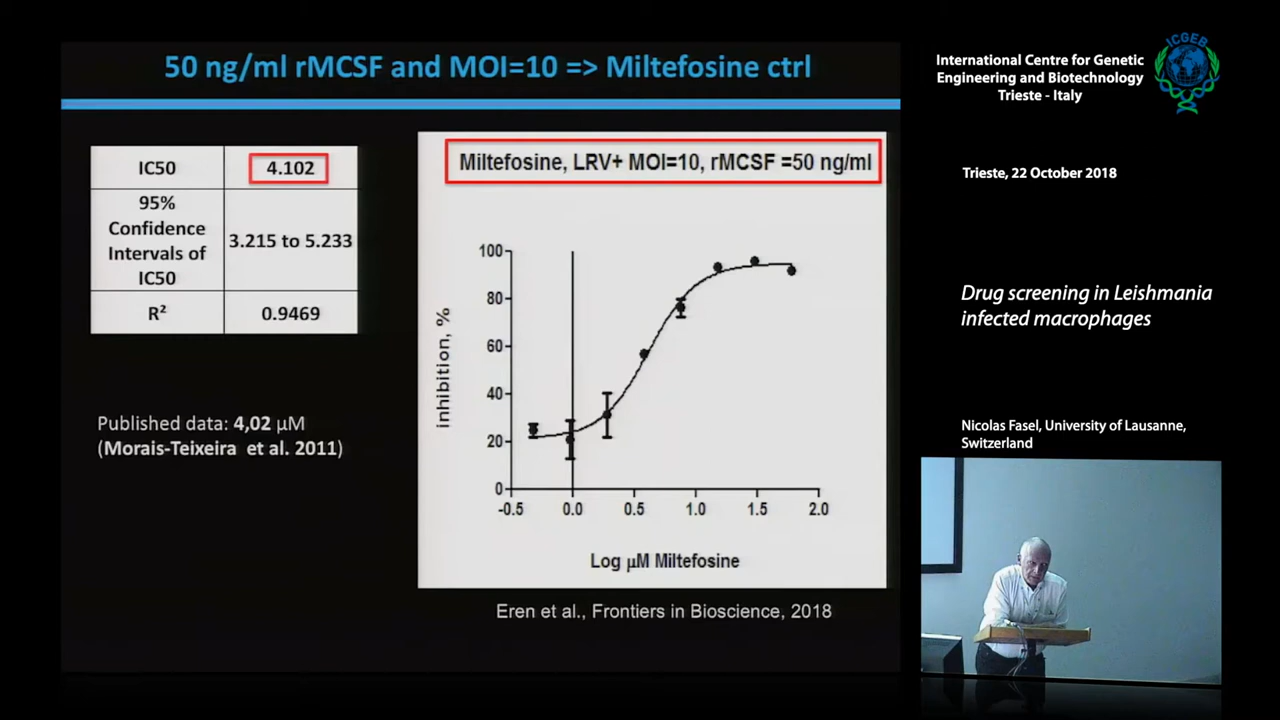 50 ng/ml rMCSF and MOI=10 => Miltefosine ctrl
IC50
4.102
95%
Confidence
Intervals of
IC50
3.215 to 5.233
R²
0.9469
Published data: 4,02 µM
(Morais-Teixeira et al. 2011)
Miltefosine, LRV+ MOI=10, rMCSF =50 ng/ml
inhibition, %
100
80
60
40
20
0
-0.5 0.0 0.5 1.0 1.5 2.0
Log µM Miltefosine
Eren et al., Frontiers in Bioscience, 2018
International Centre for Genetic
Engineering and Biotechnology
Trieste - Italy
ICGEB
Trieste, 22 October 2018
Drug screening in Leishmania
infected macrophages
Nicolas Fasel, University of Lausanne,
Switzerland